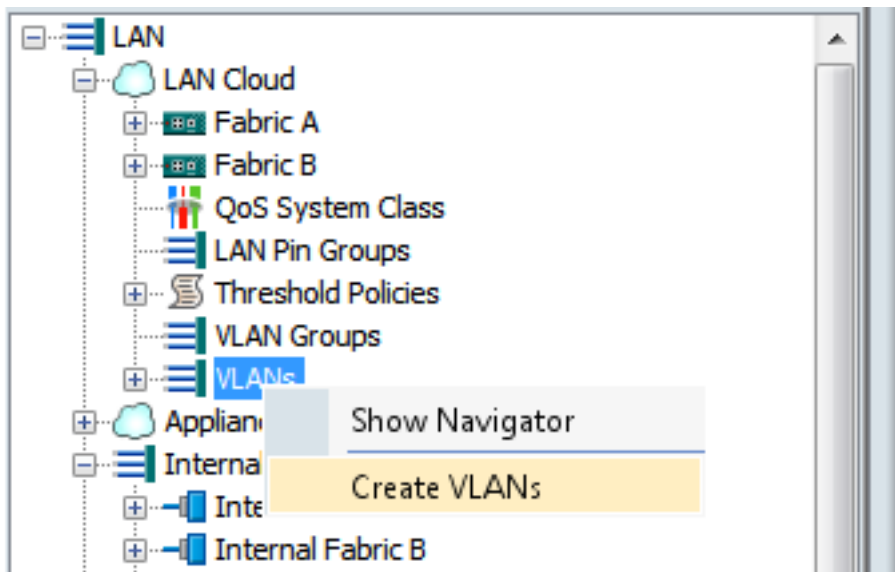 LAN
LAN Cloud
Fabric A
Fabric B
QoS System Class
LAN Pin Groups
Threshold Policies
VLAN Groups
VLANs
Show Navigator
Create VLANs
Internal Fabric B